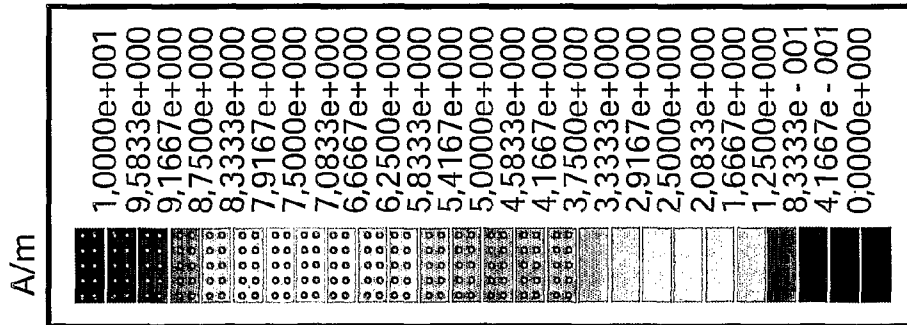 A/m
1,0000e+001
9,5833e+000
9,1667e+000
8,7500e+000
8,3333e+000
7,9167e+000
7,5000e+000
7,0833e+000
6,6667e+000
6,2500e+000
5,8333e+000
5,4167e+000
5,0000e+000
4,5833e+000
4,1667e+000
3,7500e+000
3,3333e+000
2,9167e+000
2,5000e+000
2,0833e+000
1,6667e+000
1,2500e+000
8,3333e - 001
4,1667e - 001
0,0000e+000